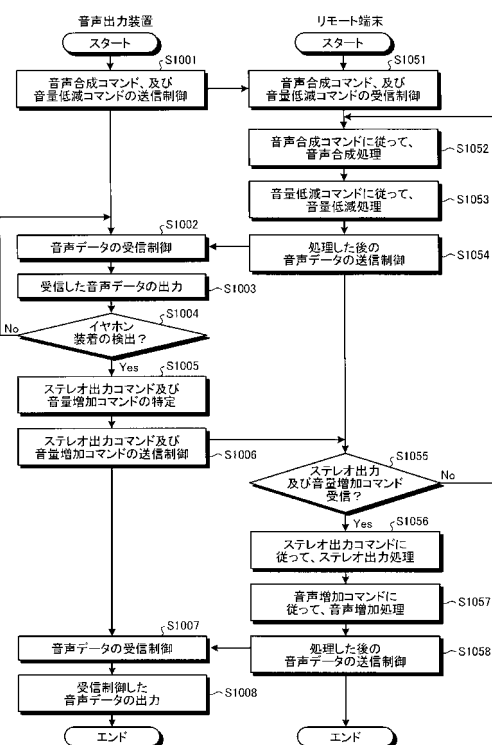 音声出力装置
スタート
S1001
音声合成コマンド、及び
音量低減コマンドの送信制御
S1002
音声データの受信制御
受信した音声データの出力
S1003
S1004
イヤホン
装着の検出？
No
Yes
S1005
ステレオ出力コマンド及び
音量増加コマンドの特定
ステレオ出力コマンド及び
音量増加コマンドの送信制御
S1006
S1007
音声データの受信制御
受信制御した
音声データの出力
S1008
エンド
リモート端末
スタート
S1051
音声合成コマンド、及び
音量低減コマンドの受信制御
音声合成コマンドに従って、
音声合成処理
S1052
音量低減コマンドに従って、
音量低減処理
S1053
処理した後の
音声データの送信制御
S1054
S1055
ステレオ出力
及び音量増加コマンド
受信？
No
Yes
S1056
ステレオ出力コマンドに
従って、ステレオ出力処理
音声増加コマンドに
従って、音声増加処理
S1057
処理した後の
音声データの送信制御
S1058
エンド